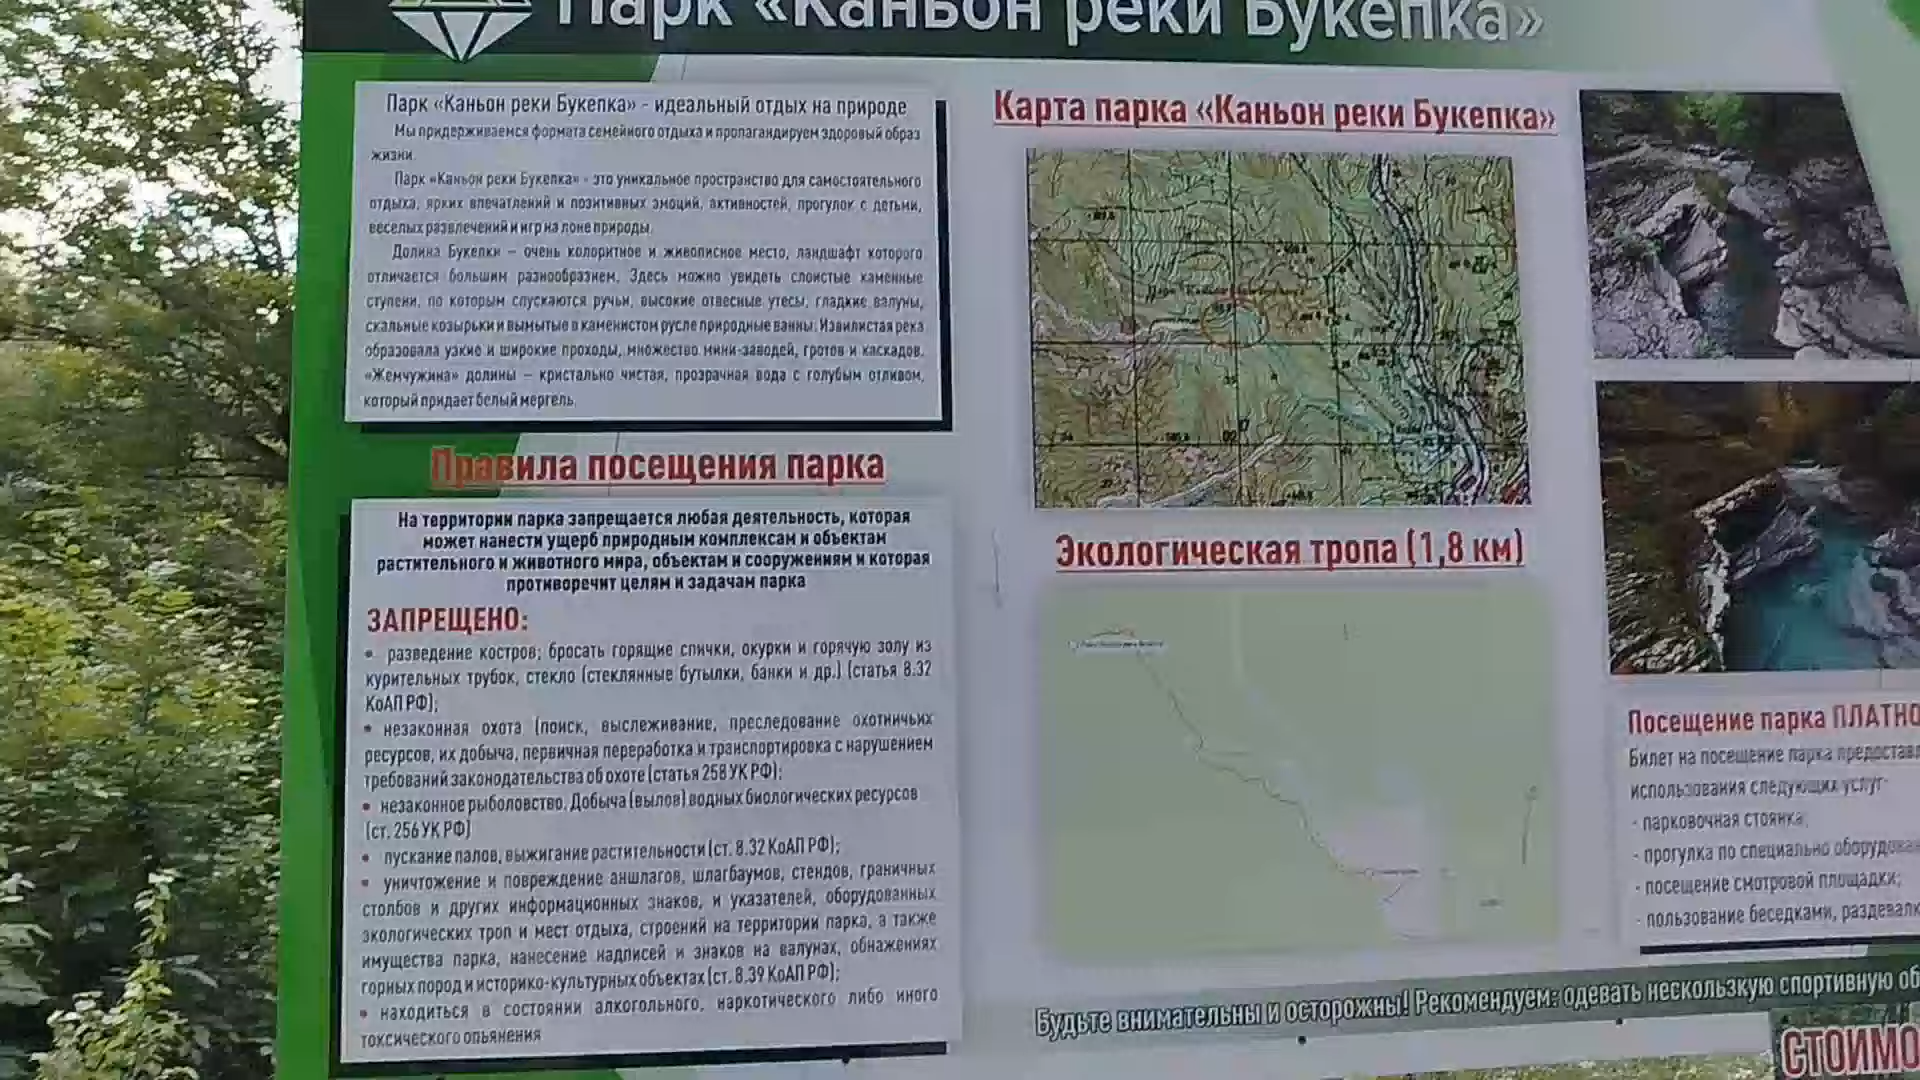 Парк «Каньон реки Букепка»
Парк «Каньон реки Букепка» - идеальный отдых на природе
Мы придерживаемся формата семейного отдыха и пропагандируем здоровый образ
жизни.
Парк «Каньон реки Букепка» - это уникальное пространство для самостоятельного
отдыха, ярких впечатлений и позитивных эмоций, активностей, прогулок с детьми,
веселых развлечений и игр на лоне природы.
Долина Букепки – очень колоритное и живописное место, ландшафт которого
отличается большим разнообразием. Здесь можно увидеть слоистые каменные
ступени, по которым спускаются ручьи, высокие отвесные утесы, гладкие валуны,
скальные козырьки и вымытые в каменистом русле природные ванны. Извилистая река
образовала узкие и широкие проходы, множество мини-заводей, гротов и каскадов.
«Жемчужина» долины – кристально чистая, прозрачная вода с голубым отливом,
который придает белый мергель.
Правила посещения парка
На территории парка запрещается любая деятельность, которая
может нанести ущерб природным комплексам и объектам
растительного и животного мира, объектам и сооружениям и которая
противоречит целям и задачам парка
ЗАПРЕЩЕНО:
• разведение костров; бросать горящие спички, окурки и горячую золу из
курительных трубок, стекло (стеклянные бутылки, банки и др.) (статья 8.32
КоАП РФ);
• незаконная охота (поиск, выслеживание, преследование охотничьих
ресурсов, их добыча, первичная переработка и транспортировка с нарушением
требований законодательства об охоте (статья 258 УК РФ);
• незаконное рыболовство. Добыча (вылов) водных биологических ресурсов
(ст. 256 УК РФ)
• пускание палов, выжигание растительности (ст. 8.32 КоАП РФ);
• уничтожение и повреждение аншлагов, шлагбаумов, стендов, граничных
столбов и других информационных знаков, и указателей, оборудованных
экологических троп и мест отдыха, строений на территории парка, а также
имущества парка, нанесение надписей и знаков на валунах, обнажениях
горных пород и историко-культурных объектах (ст. 8.39 КоАП РФ);
• находиться в состоянии алкогольного, наркотического либо иного
токсического опьянения
Карта парка «Каньон реки Букепка»
Экологическая тропа (1,8 км)
Посещение парка ПЛАТНО
Билет на посещение парка предостав
использования следующих услуг:
- парковочная стоянка;
- прогулка по специально оборудован
- посещение смотровой площадки;
- пользование беседками, раздевалк
Будьте внимательны и осторожны! Рекомендуем: одевать нескользкую спортивную об
СТОИМО